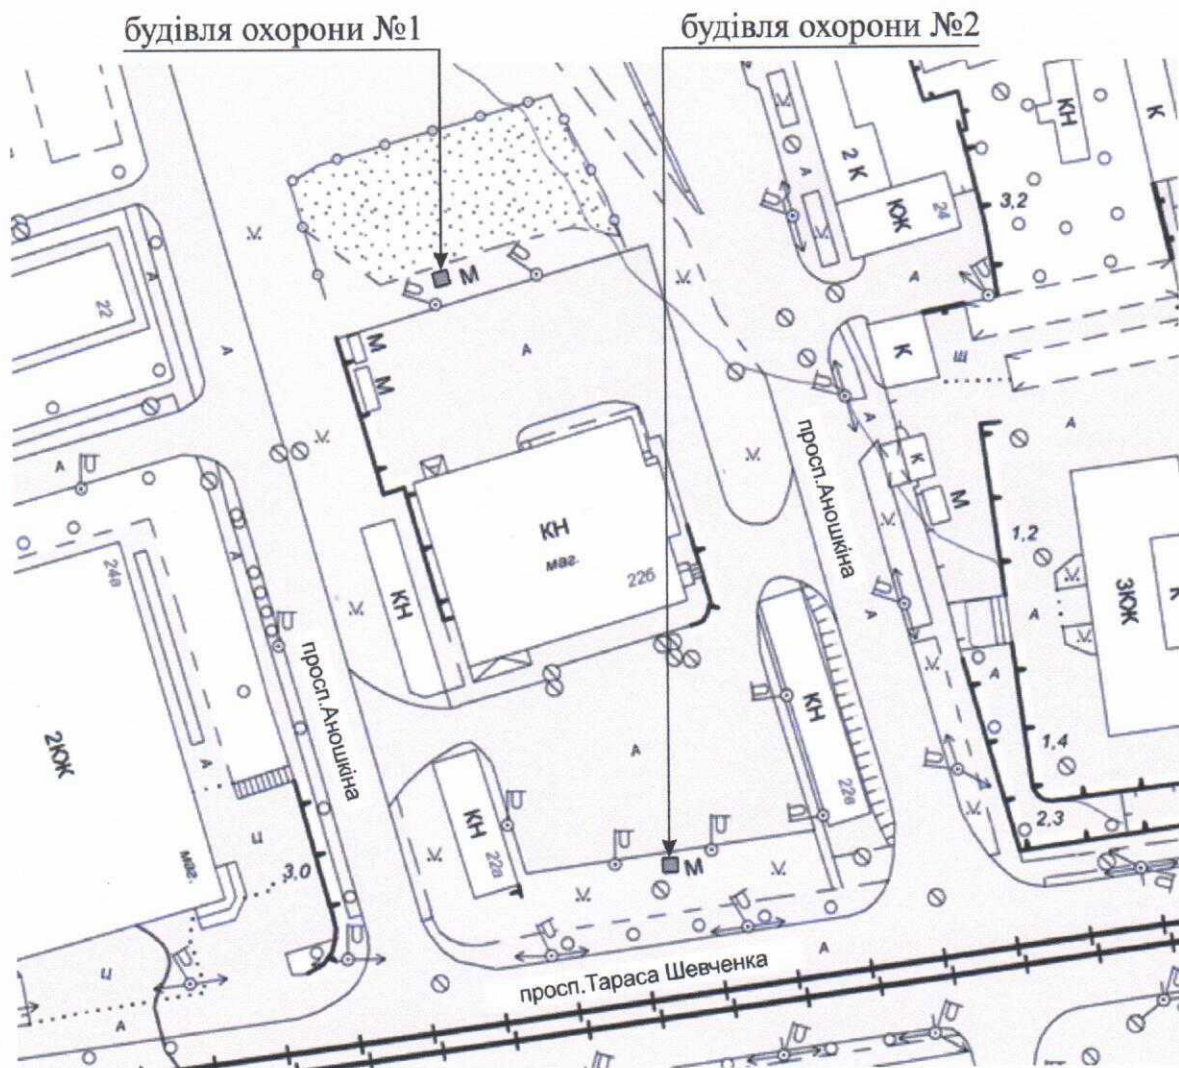 будівля охорони №1
будівля охорони №2
КН
К
2 К
КЖ
24
А
3,2
М
А
22
А
А
М
М
А
К
Ш
А
А
просп.Аношкіна
К
М
КН
маг.
22б
1,2
КН
24в
А
А
3КЖ
К
А
просп.Аношкіна
КН
22в
А
2КЖ
А
А
1,4
КН
22а
2,3
Ц
маг.
3,0
М
Ц
А
просп.Тараса Шевченка
А